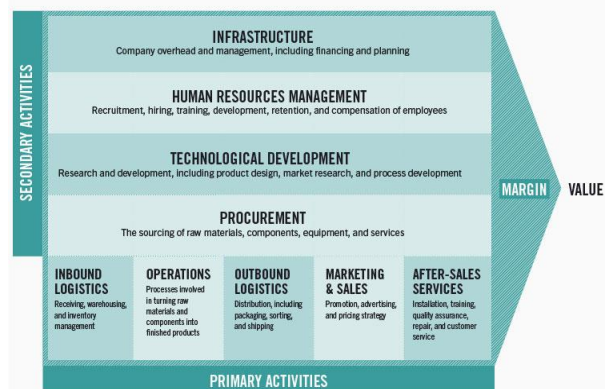 SECONDARY ACTIVITIES
INFRASTRUCTURE
Company overhead and management, including financing and planning
HUMAN RESOURCES MANAGEMENT
Recruitment, hiring, training, development, retention, and compensation of employees
TECHNOLOGICAL DEVELOPMENT
Research and development, including product design, market research, and process development
PROCUREMENT
The sourcing of raw materials, components, equipment, and services
INBOUND
LOGISTICS
Receiving, warehousing,
and inventory
management
OPERATIONS
Processes involved
in turning raw
materials and
components into
finished products
OUTBOUND
LOGISTICS
Distribution, including
packaging, sorting,
and shipping
MARKETING
& SALES
Promotion, advertising,
and pricing strategy
AFTER-SALES
SERVICES
Installation, training,
quality assurance,
repair, and customer
service
MARGIN
VALUE
PRIMARY ACTIVITIES